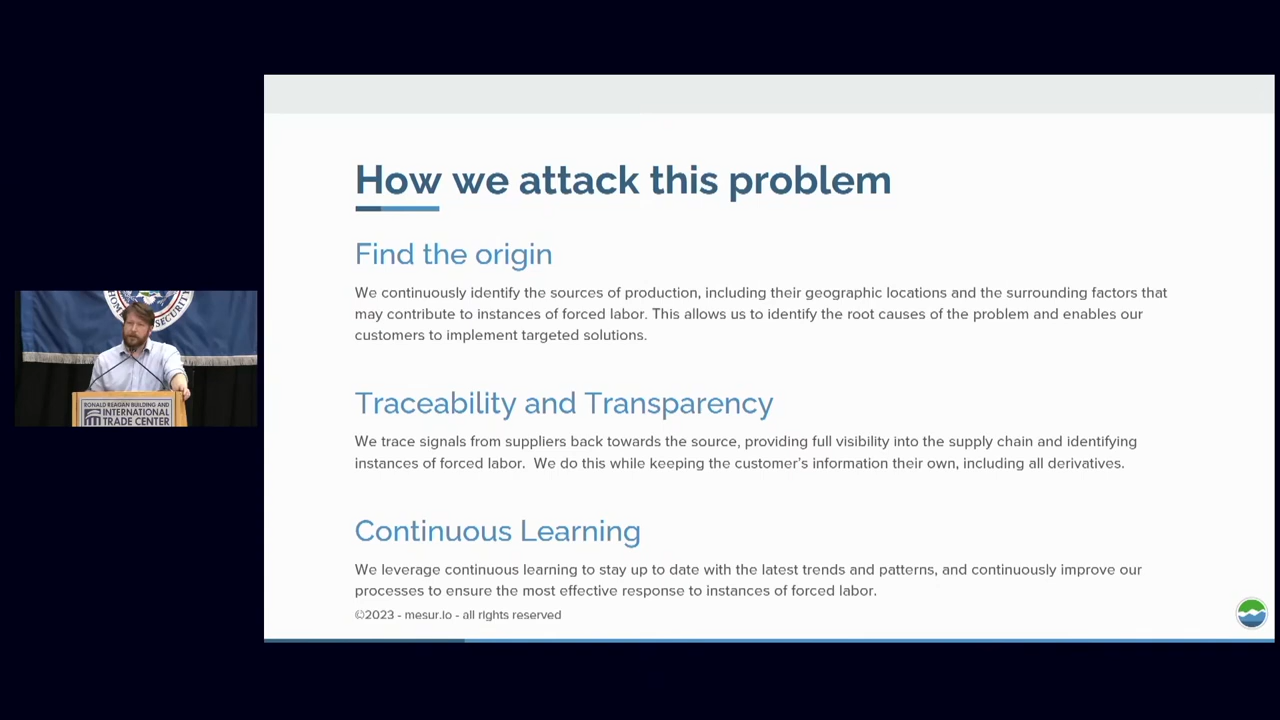 How we attack this problem
Find the origin
We continuously identify the sources of production, including their geographic locations and the surrounding factors that
may contribute to instances of forced labor. This allows us to identify the root causes of the problem and enables our
customers to implement targeted solutions.
Traceability and Transparency
We trace signals from suppliers back towards the source, providing full visibility into the supply chain and identifying
instances of forced labor.  We do this while keeping the customer's information their own, including all derivatives.
Continuous Learning
We leverage continuous learning to stay up to date with the latest trends and patterns, and continuously improve our
processes to ensure the most effective response to instances of forced labor.
©2023 - mesur.io - all rights reserved
SECURITY
RONALD REAGAN BUILDING AND
INTERNATIONAL
TRADE CENTER